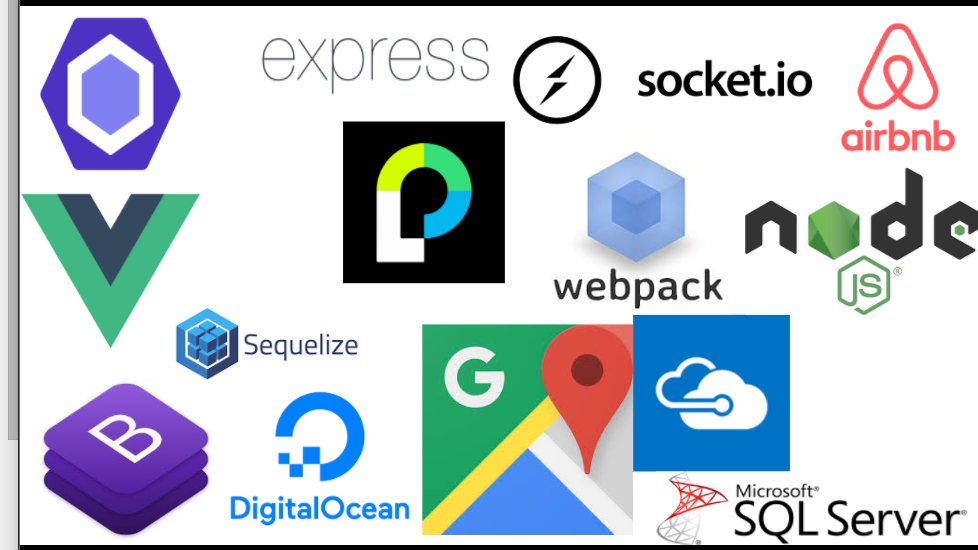 express
socket.io
airbnb
webpack
node
JS®
Sequelize
B
G
DigitalOcean
Microsoft®
SQL Server®